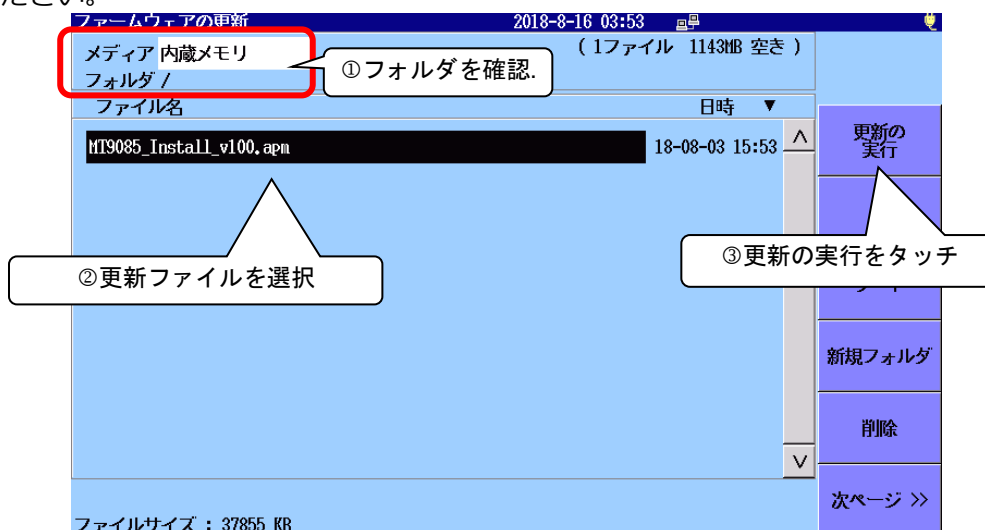 ださい。
ファームウェアの更新 2018-8-16 03:53
メディア 内蔵メモリ (1ファイル 1143MB 空き)
フォルダ /
①フォルダを確認.
ファイル名 日時 ▼
MT9085_Install_v100.apm 18-08-03 15:53
更新の
実行
②更新ファイルを選択
③更新の実行をタッチ
新規フォルダ
削除
次ページ >>
ファイルサイズ : 37855 KB